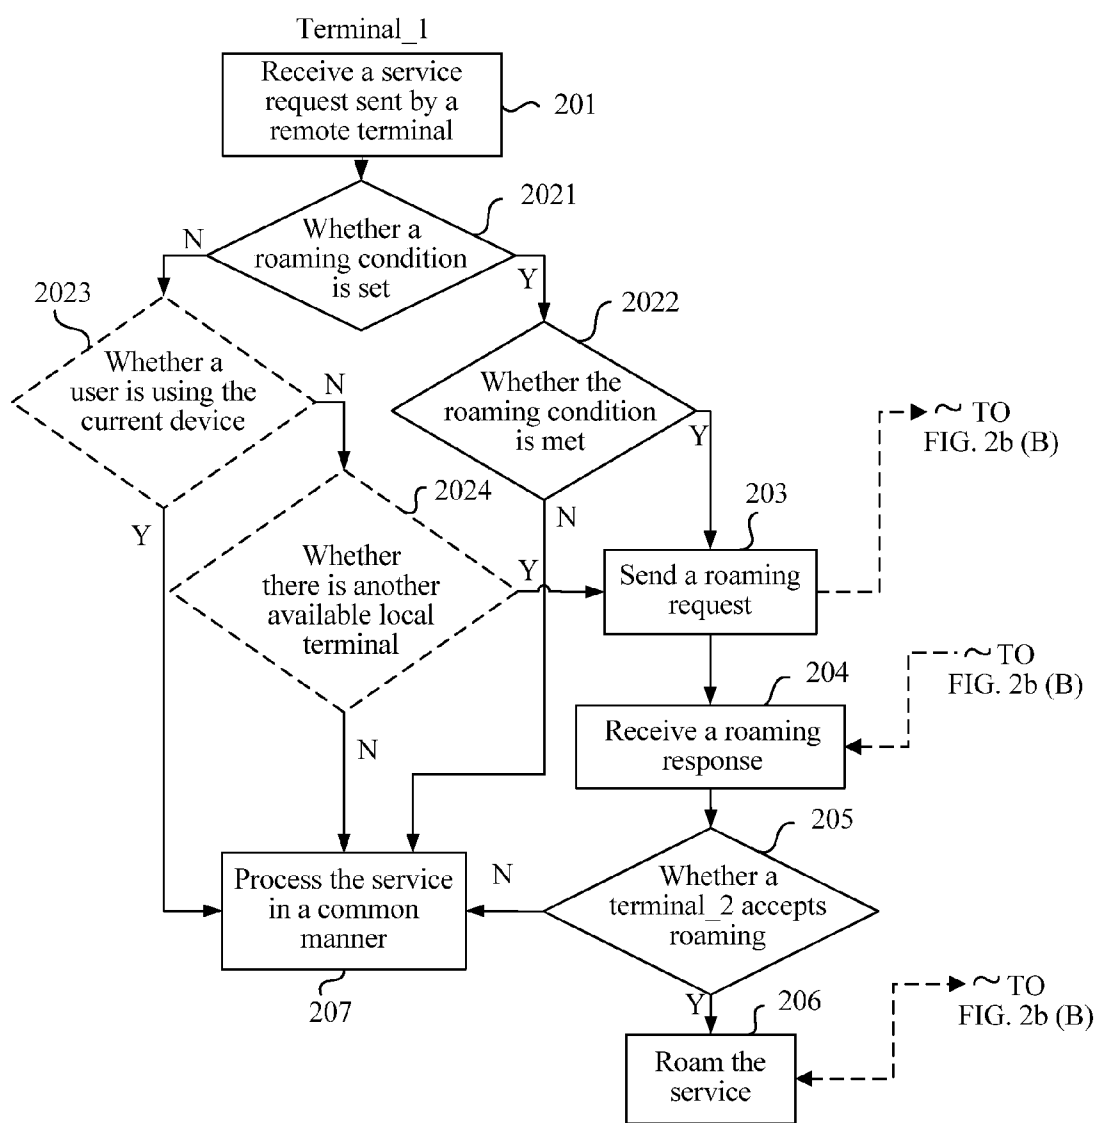 Terminal_1
Receive a service
request sent by a
remote terminal
201
2021
Whether a
roaming condition
is set
N
Y
2023
2022
Whether a
user is using the
current device
N
Y
Whether the
roaming condition
is met
Y
N
~ TO
FIG. 2b (B)
2024
Whether
there is another
available local
terminal
Y
N
203
Send a roaming
request
~ TO
FIG. 2b (B)
204
Receive a roaming
response
205
Whether a
terminal_2 accepts
roaming
N
Y
Process the service
in a common
manner
207
206
Roam the
service
~ TO
FIG. 2b (B)